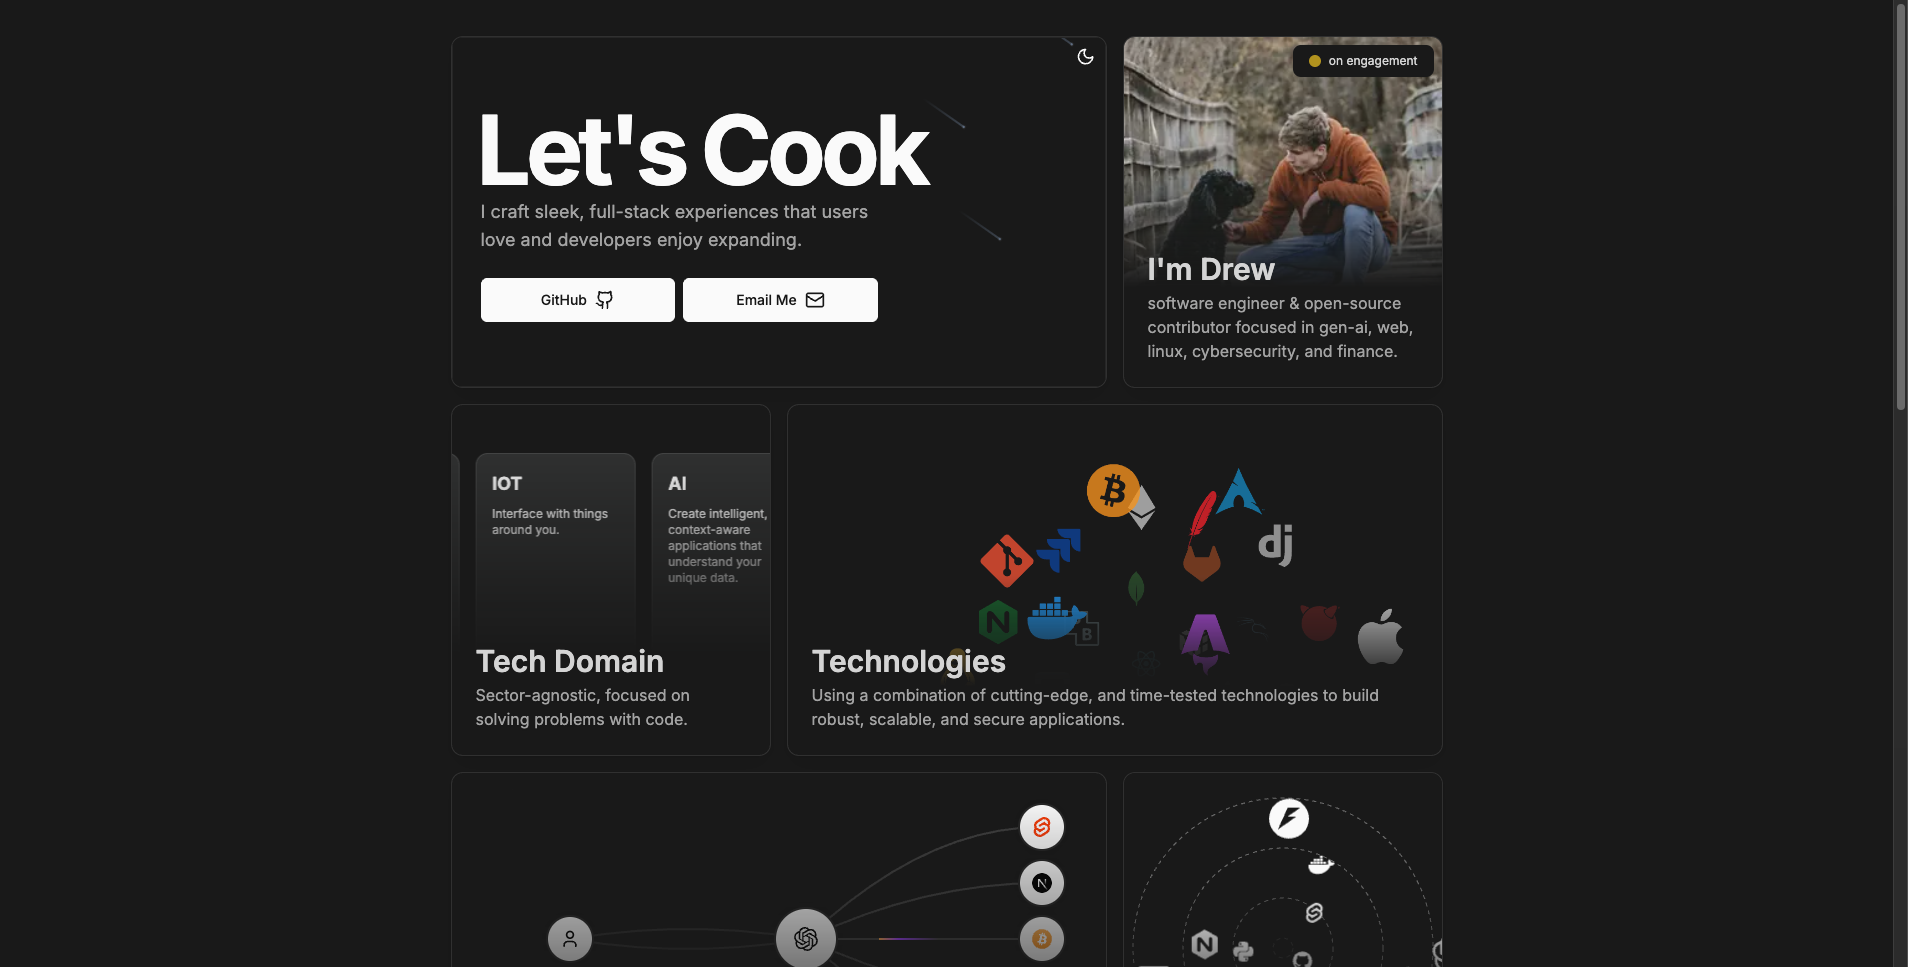 Let's Cook
I craft sleek, full-stack experiences that users
love and developers enjoy expanding.
GitHub
Email Me
on engagement
I'm Drew
software engineer & open-source
contributor focused in gen-ai, web,
linux, cybersecurity, and finance.
IOT
Interface with things
around you.
AI
Create intelligent,
context-aware
applications that
understand your
unique data.
Tech Domain
Sector-agnostic, focused on
solving problems with code.
dj
N
B
Technologies
Using a combination of cutting-edge, and time-tested technologies to build
robust, scalable, and secure applications.
N
N